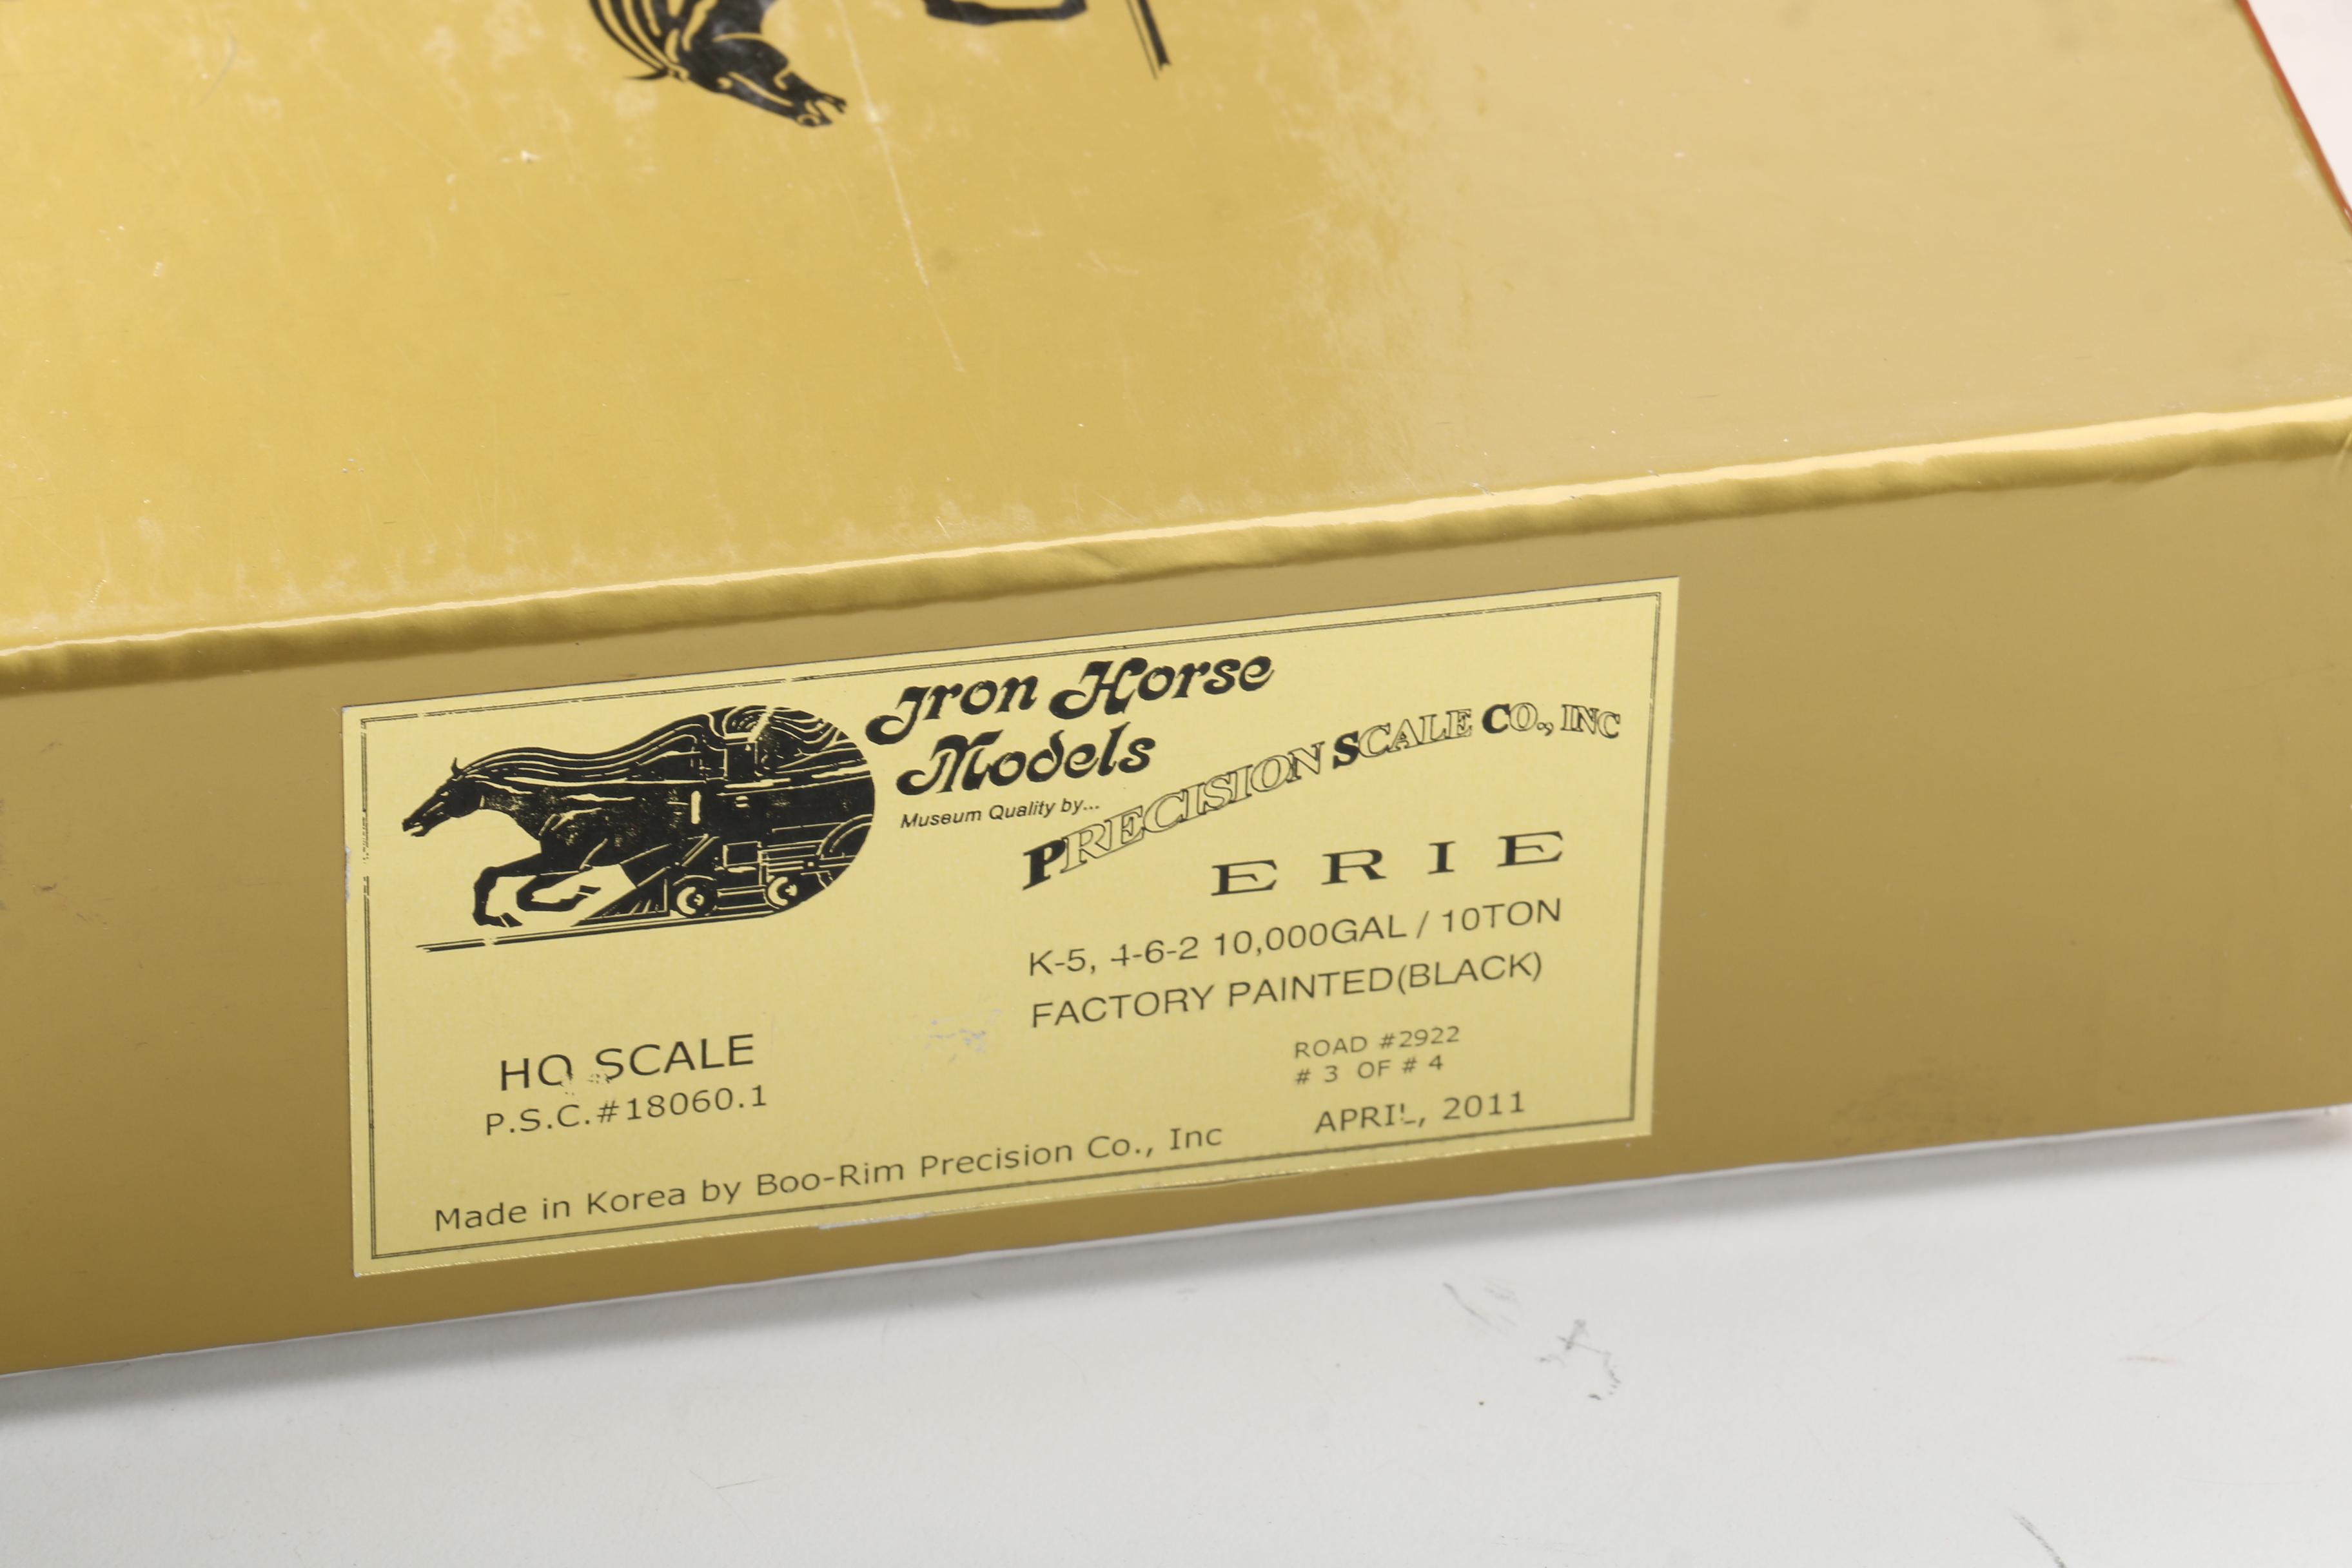 Iron Horse
Models
Museum Quality by...
PRECISION SCALE CO., INC
ERIE
K-5, 4-6-2 10,000GAL / 10TON
FACTORY PAINTED(BLACK)
HO SCALE
P.S.C.#18060.1
ROAD #2922
# 3 OF # 4
APRIL, 2011
Made in Korea by Boo-Rim Precision Co., Inc